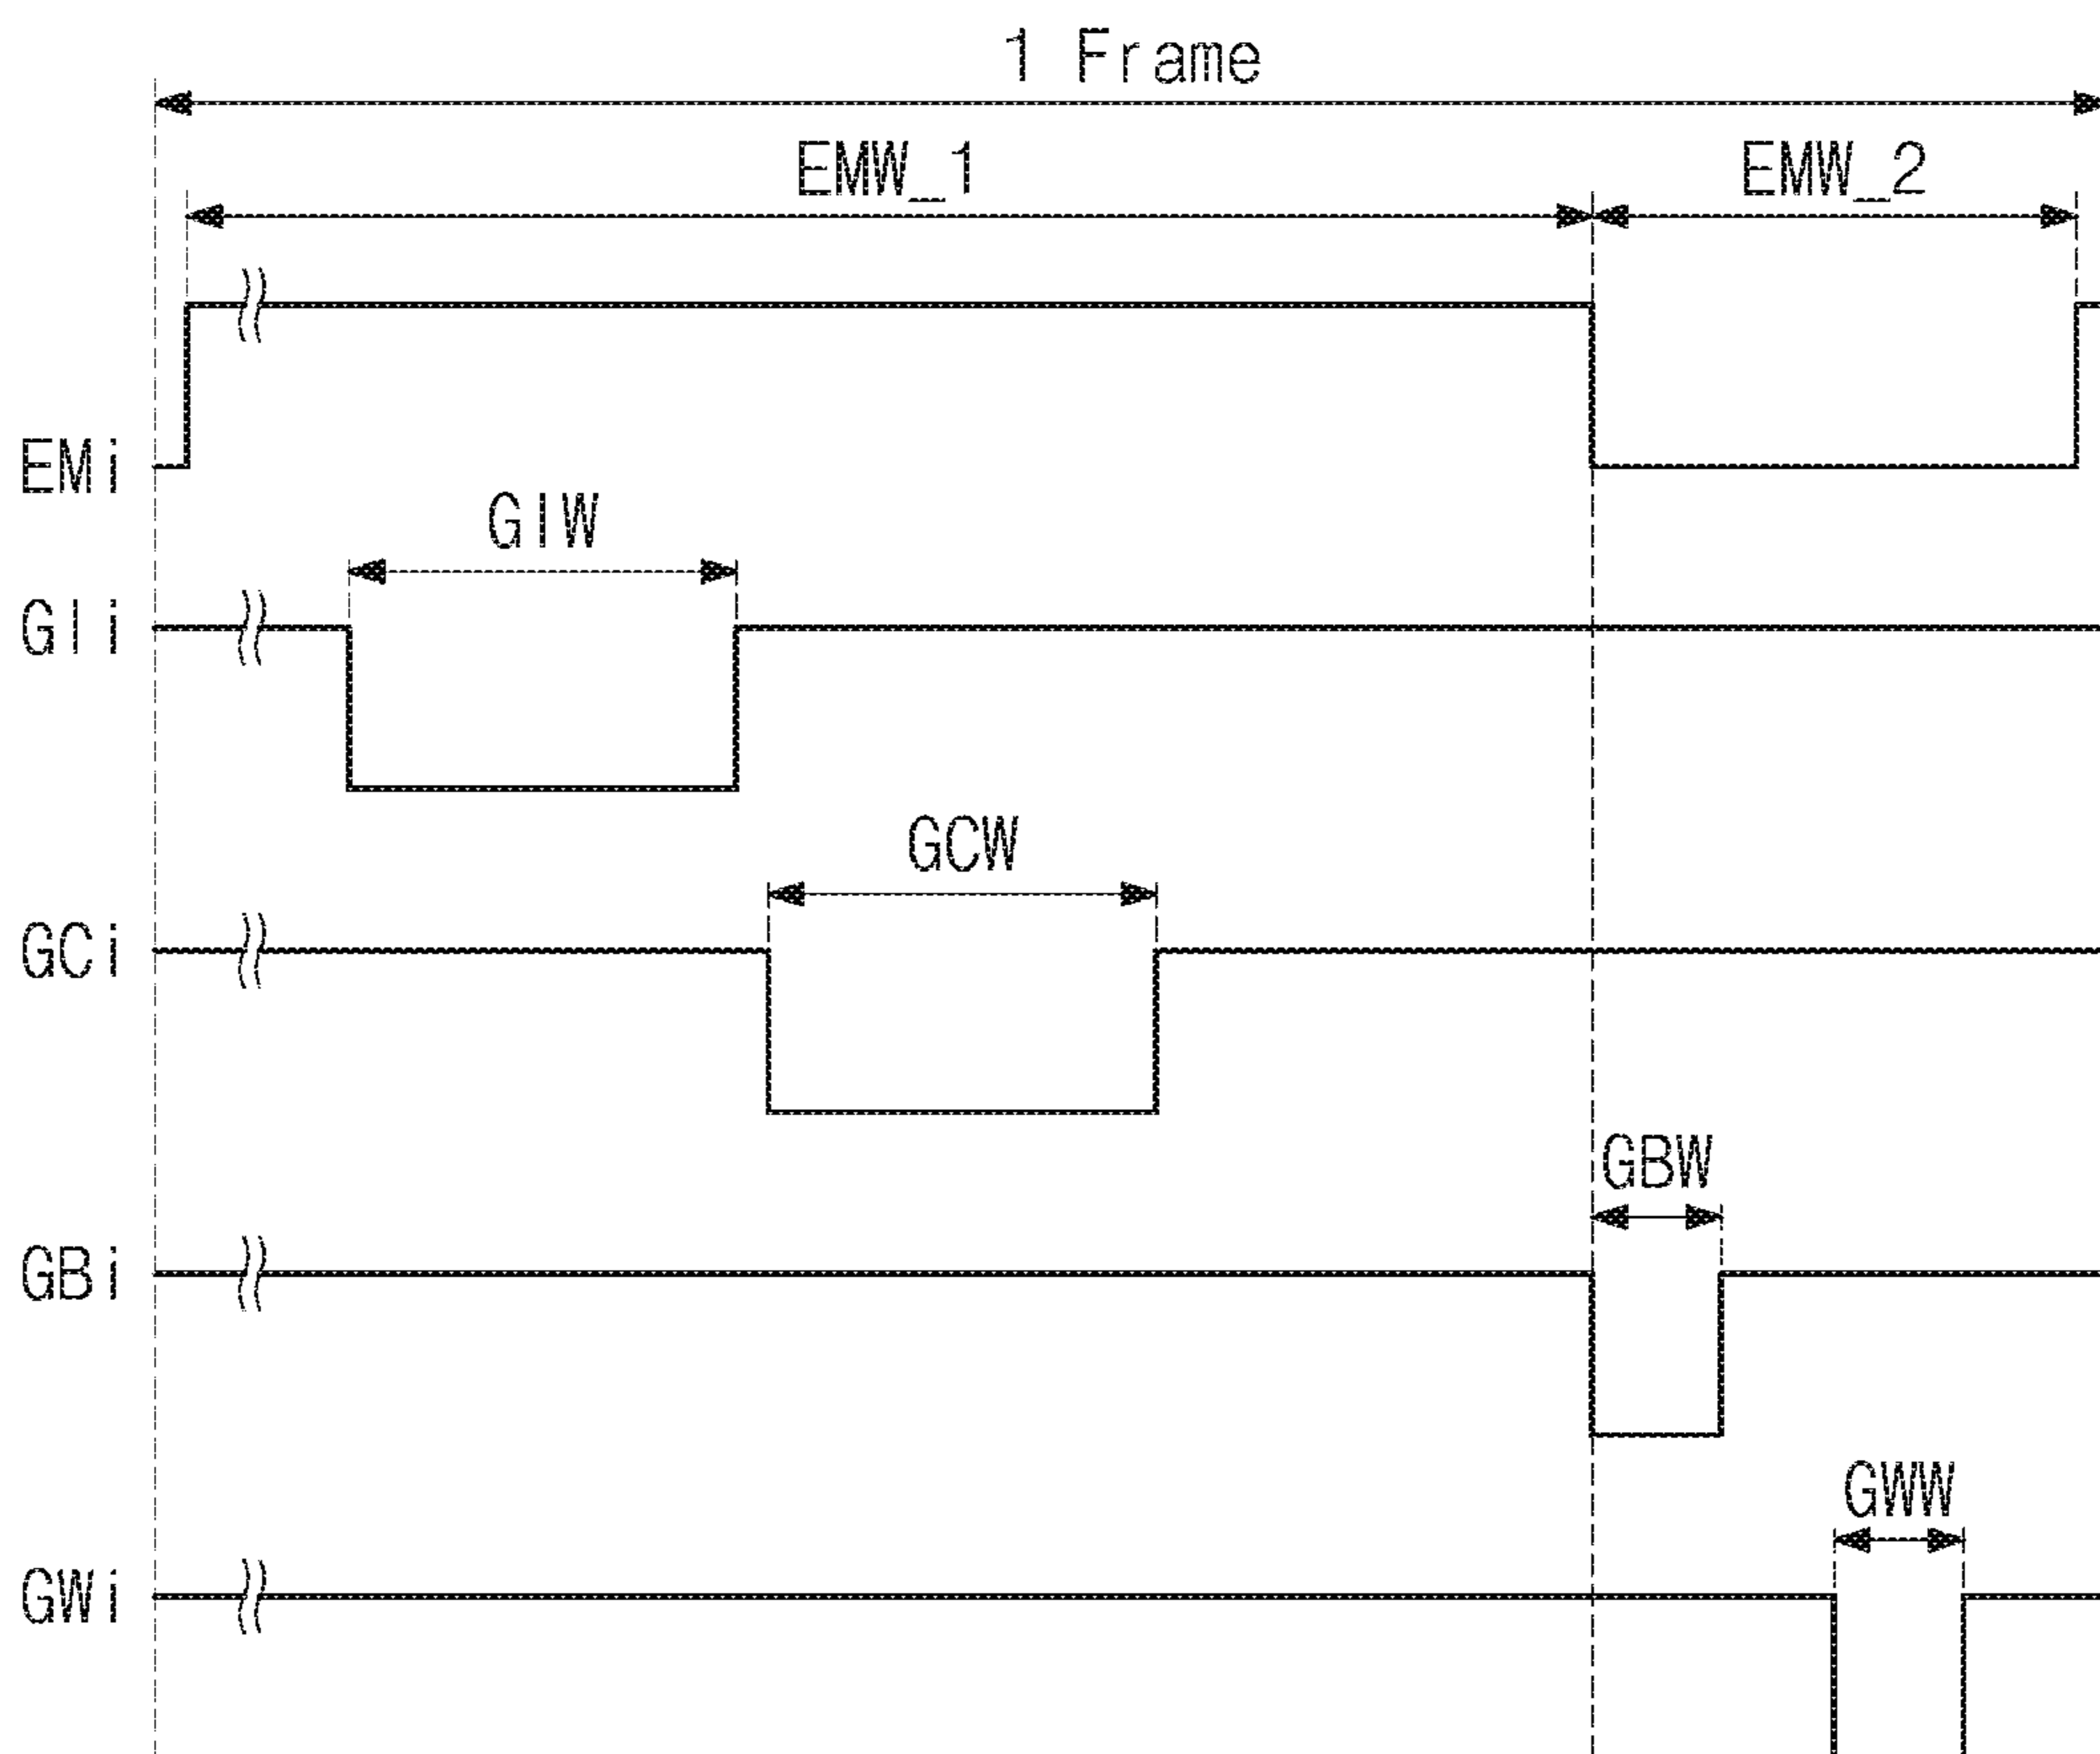 1 Frame
EMW_1 EMW_2
EMi
GIW
GIi
GCW
GCi
GBW
GBi
GWW
GWi